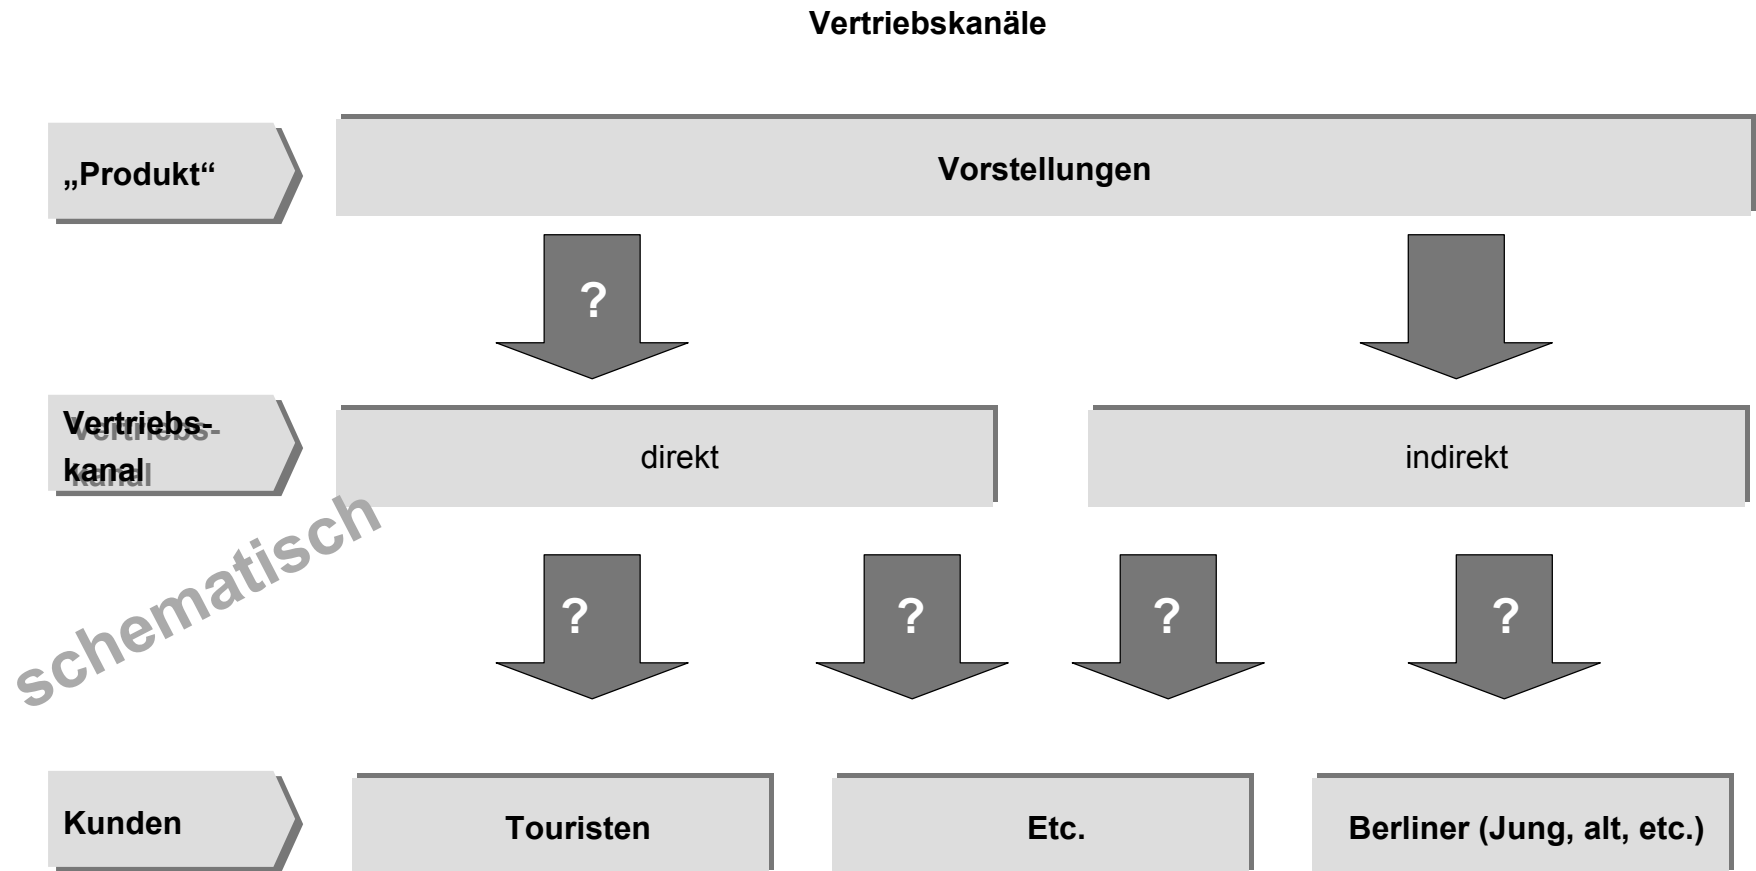 Vertriebskanäle
„Produkt“
Vorstellungen
?
Vertriebs-
kanal
direkt
indirekt
schematisch
? ? ? ?
Kunden
Touristen
Etc.
Berliner (Jung, alt, etc.)